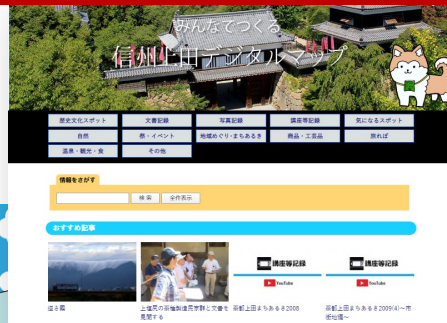 みんなでつくる
信州上田デジタルマップ
歴史文化スポット 文書記録 写真記録 講座等記録 気になるスポット
自然 祭・イベント 地域めぐり・まちあるき 商品・工芸品 旅れぽ
温泉・観光・食 その他
情報をさがす
検索 全件表示
おすすめ記事
講座等記録 講座等記録
YouTube YouTube
逆さ霧 上塩尻の蚕種製造民家群と文書を見聞する
蚕都上田まちあるき2008 蚕都上田まちあるき2009(4)～市街地編～